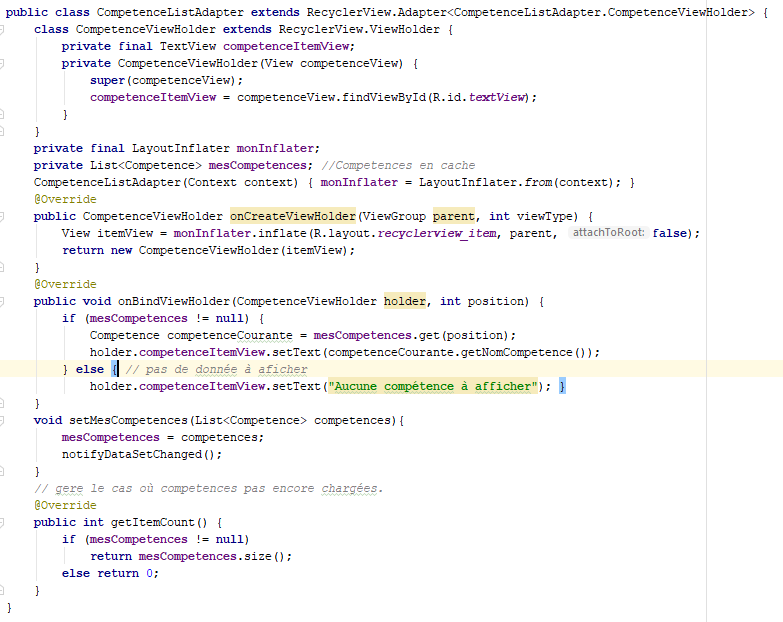 public class CompetenceListAdapter extends RecyclerView.Adapter<CompetenceListAdapter.CompetenceViewHolder> {
    class CompetenceViewHolder extends RecyclerView.ViewHolder {
        private final TextView competenceItemView;
        private CompetenceViewHolder(View competenceView) {
            super(competenceView);
            competenceItemView = competenceView.findViewById(R.id.textView);
        }
    }
    private final LayoutInflater monInflater;
    private List<Competence> mesCompetences; //Competences en cache
    CompetenceListAdapter(Context context) { monInflater = LayoutInflater.from(context); }
    @Override
    public CompetenceViewHolder onCreateViewHolder(ViewGroup parent, int viewType) {
        View itemView = monInflater.inflate(R.layout.recyclerview_item, parent, attachToRoot: false);
        return new CompetenceViewHolder(itemView);
    }
    @Override
    public void onBindViewHolder(CompetenceViewHolder holder, int position) {
        if (mesCompetences != null) {
            Competence competenceCourante = mesCompetences.get(position);
            holder.competenceItemView.setText(competenceCourante.getNomCompetence());
        } else { // pas de donnée à aficher
            holder.competenceItemView.setText("Aucune compétence à afficher"); }
    }
    void setMesCompetences(List<Competence> competences){
        mesCompetences = competences;
        notifyDataSetChanged();
    }
    // gere le cas où competences pas encore chargées.
    @Override
    public int getItemCount() {
        if (mesCompetences != null)
            return mesCompetences.size();
        else return 0;
    }
}